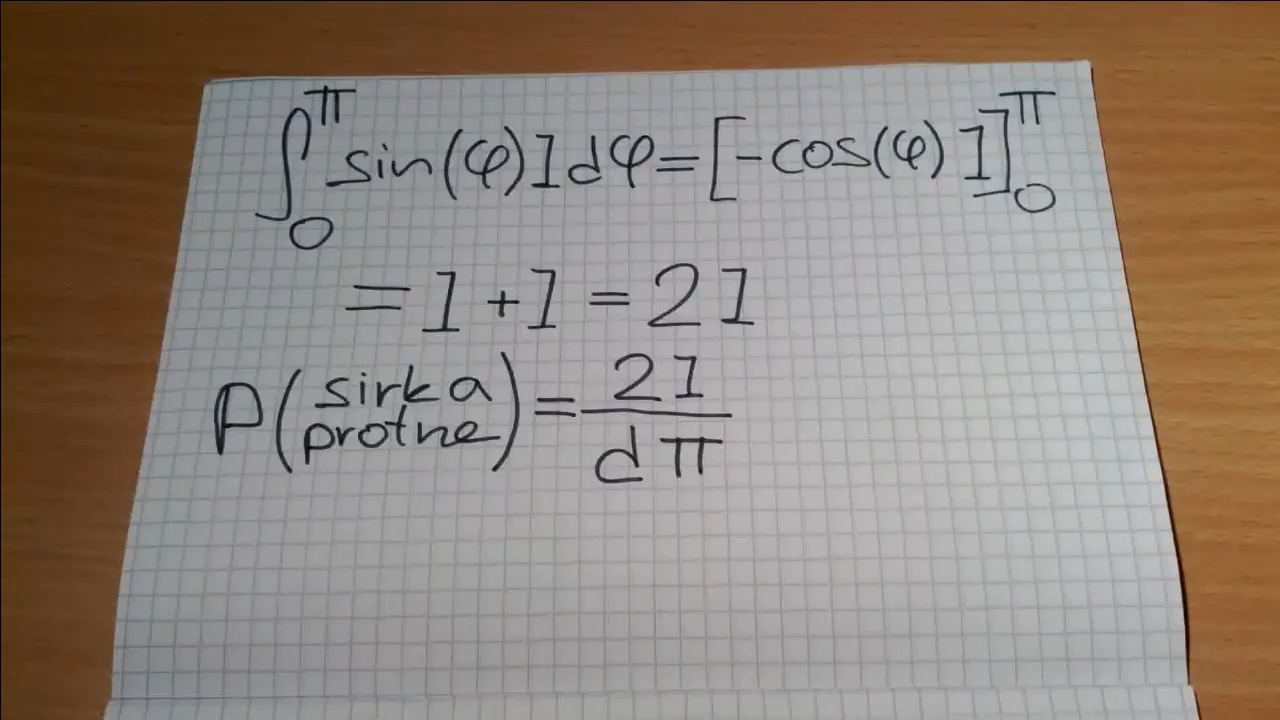 ∫₀^π sin(φ)l dφ = [-cos(φ) l]₀^π
= l + l = 2l
P(sirka protne) = 2l / dπ